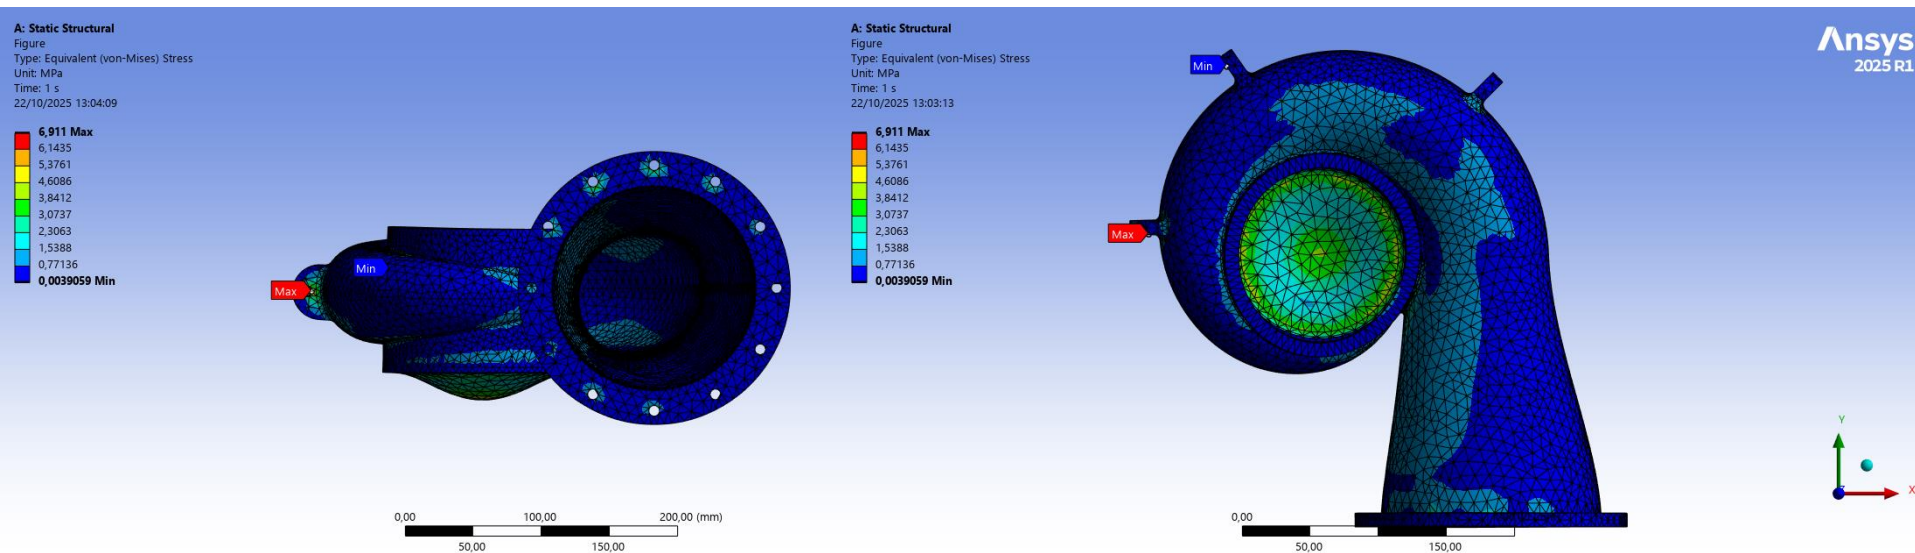 A: Static Structural
Figure
Type: Equivalent (von-Mises) Stress
Unit: MPa
Time: 1 s
22/10/2025 13:04:09
6,911 Max
6,1435
5,3761
4,6086
3,8412
3,0737
2,3063
1,5388
0,77136
0,0039059 Min
Min
Max
0,00
100,00
200,00 (mm)
50,00
150,00
A: Static Structural
Figure
Type: Equivalent (von-Mises) Stress
Unit: MPa
Time: 1 s
22/10/2025 13:03:13
6,911 Max
6,1435
5,3761
4,6086
3,8412
3,0737
2,3063
1,5388
0,77136
0,0039059 Min
Min
Max
0,00
50,00
150,00
Ansys
2025 R1
Y
X